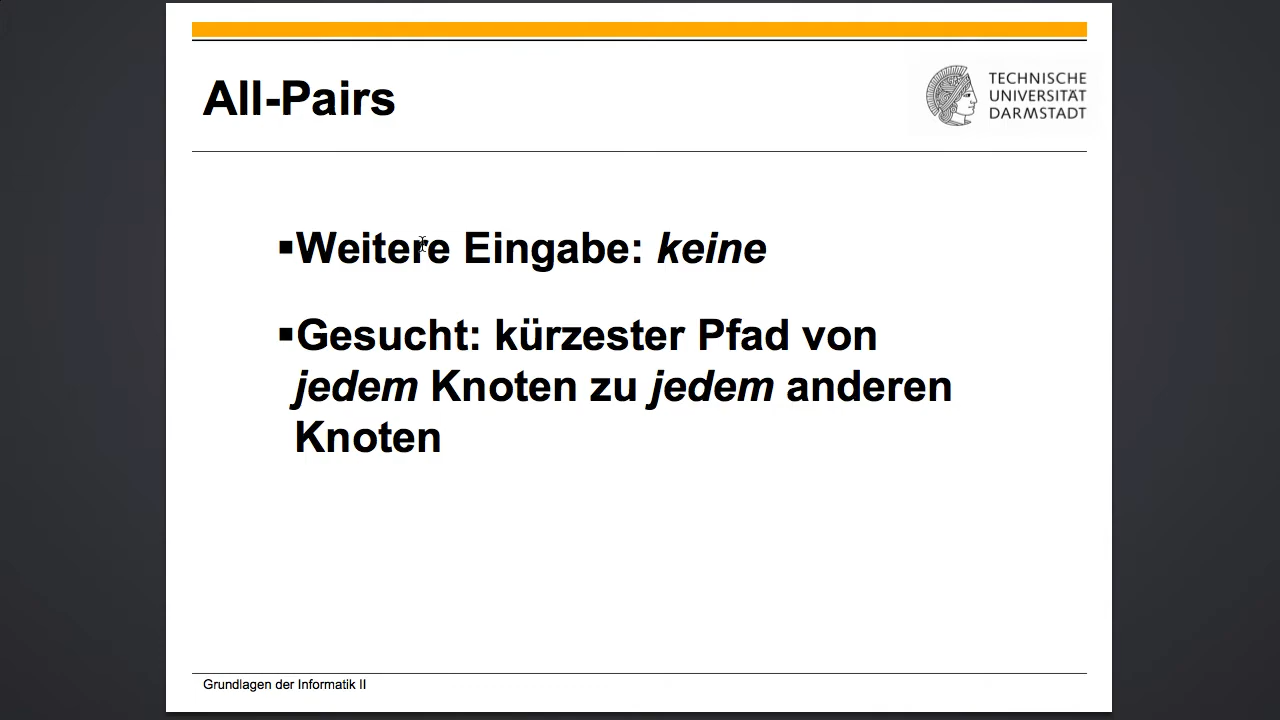 All-Pairs
TECHNISCHE
UNIVERSITÄT
DARMSTADT
▪Weitere Eingabe: keine
▪Gesucht: kürzester Pfad von
jedem Knoten zu jedem anderen
Knoten
Grundlagen der Informatik II